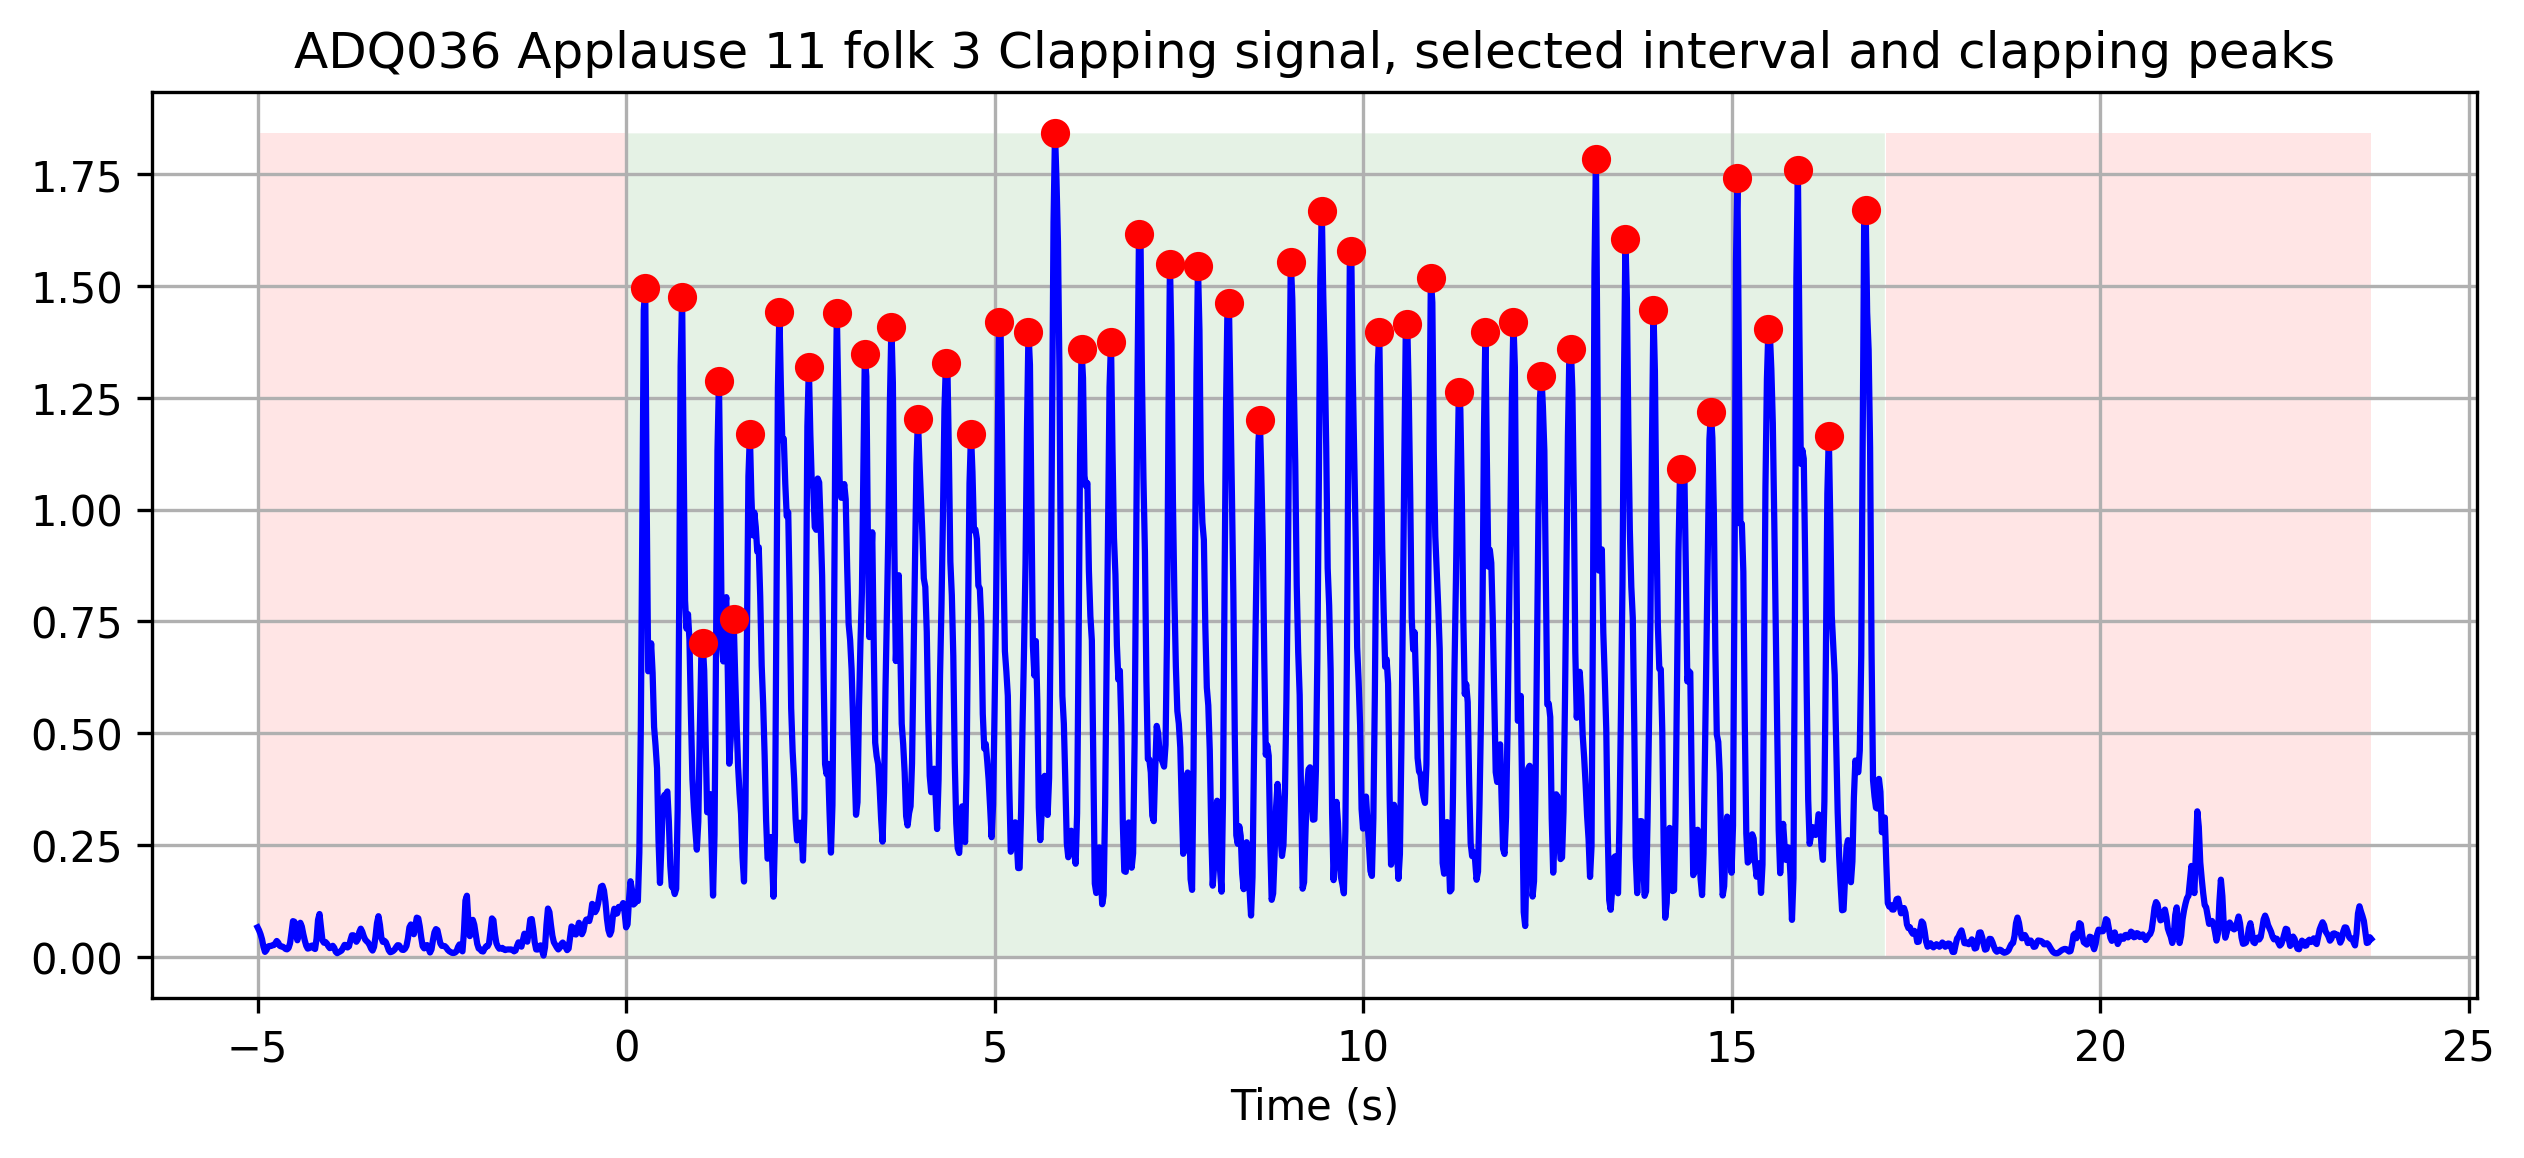 ADQ036 Applause 11 folk 3 Clapping signal, selected interval and clapping peaks
1.75
1.50
1.25
1.00
0.75
0.50
0.25
0.00
−5 0 5 10 15 20 25
Time (s)